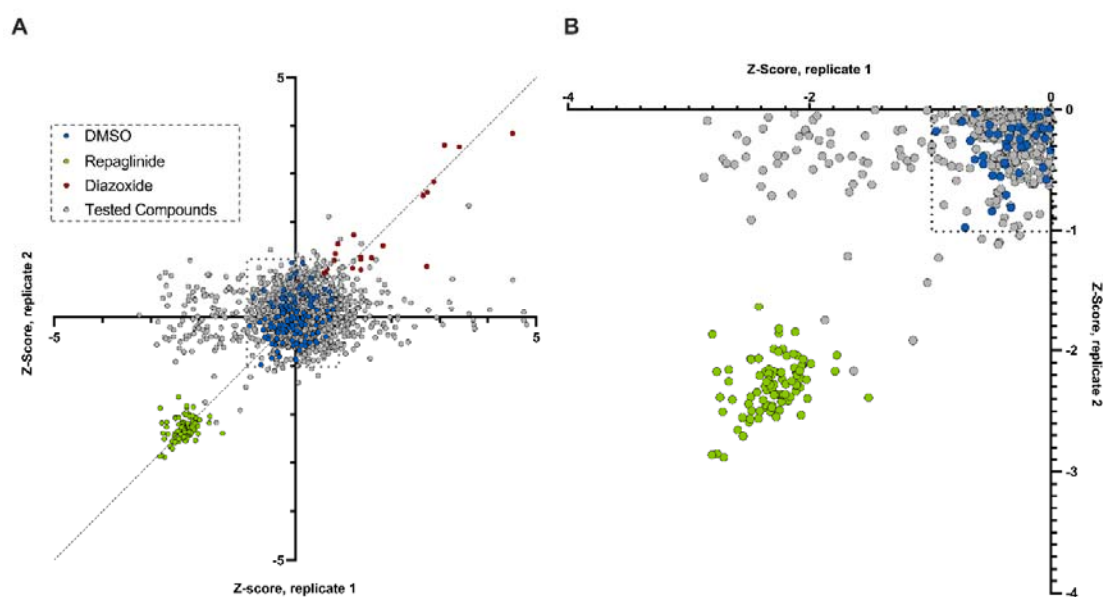 A
5
DMSO
Repaglinide
Diazoxide
Tested Compounds
Z-Score, replicate 2
-5
5
-5
Z-score, replicate 1
B
Z-Score, replicate 1
-4
-2
0
0
-1
-2
-3
-4
Z-Score, replicate 2